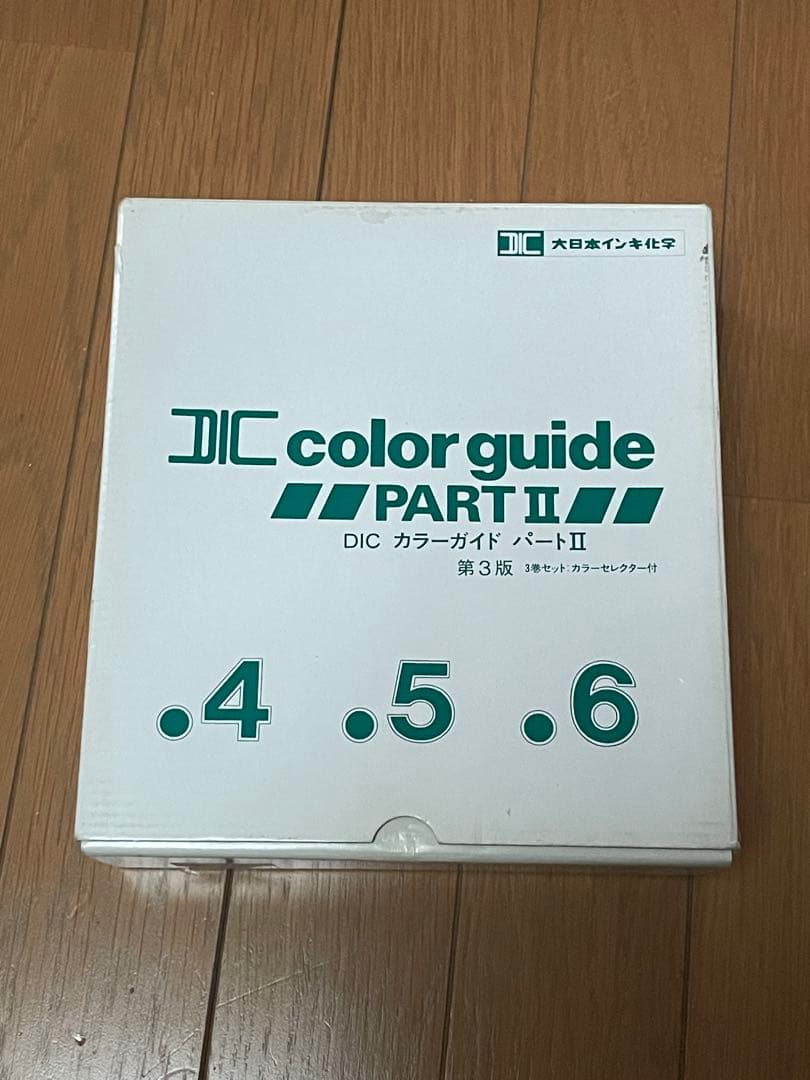 DIC 大日本インキ化学
DIC color guide
PART II
DIC カラーガイド パートII
第3版 3巻セット:カラーセレクター付
.4 .5 .6